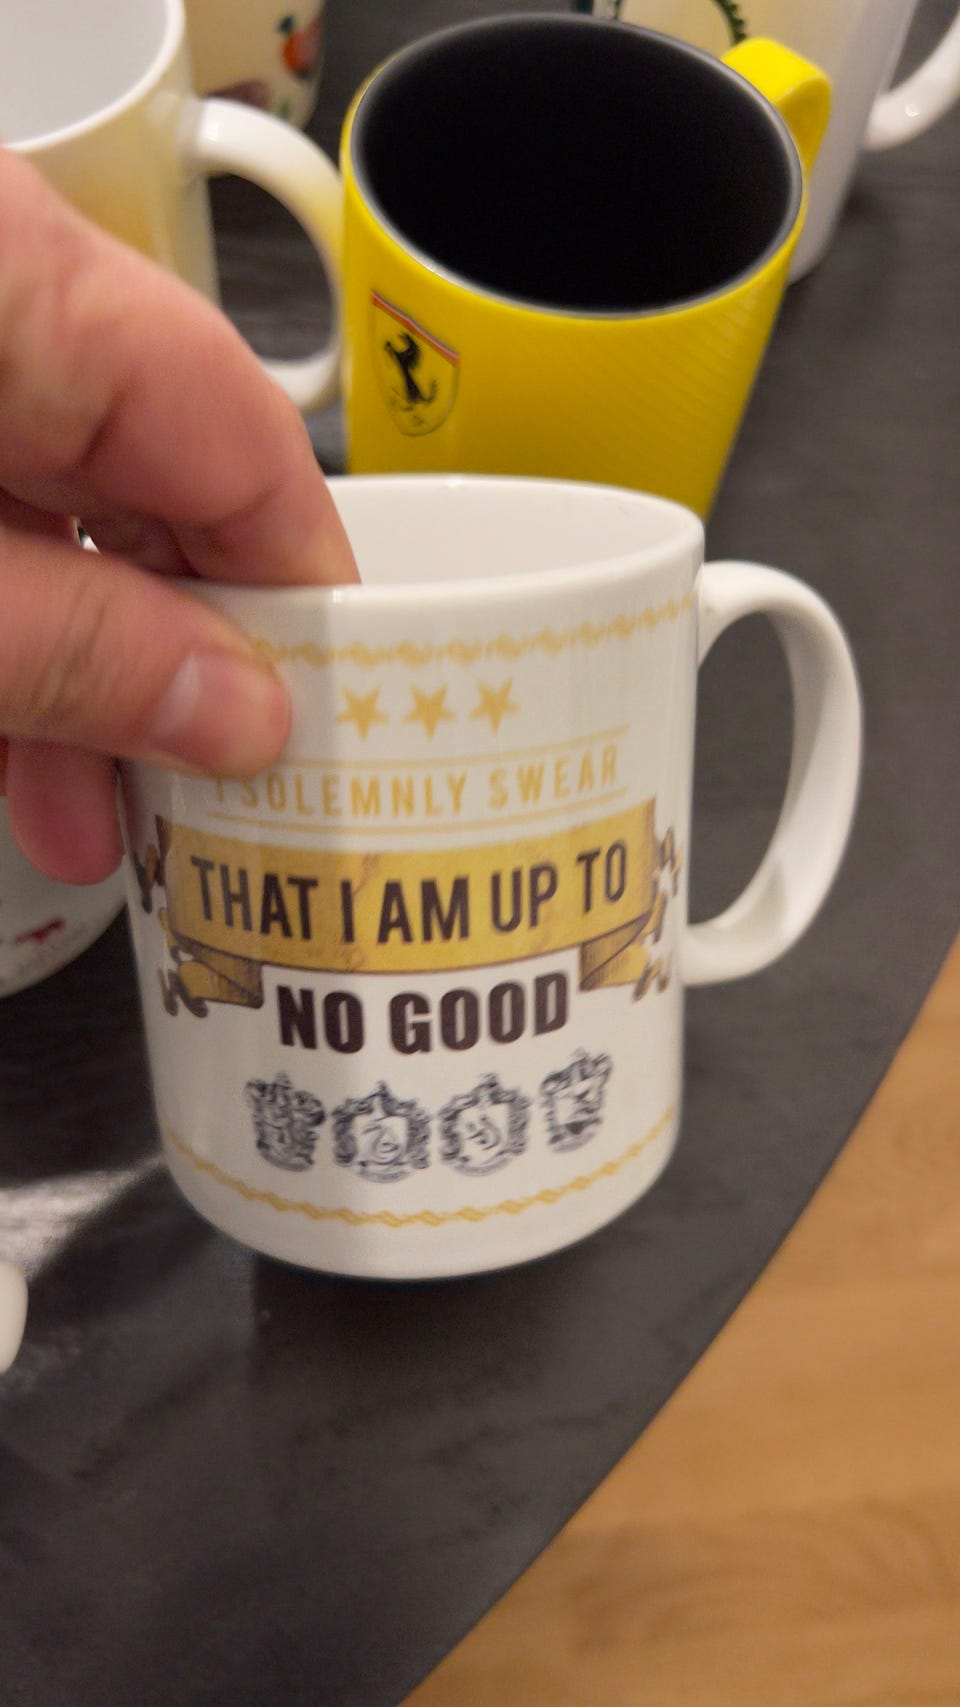 I SOLEMNLY SWEAR
THAT I AM UP TO
NO GOOD